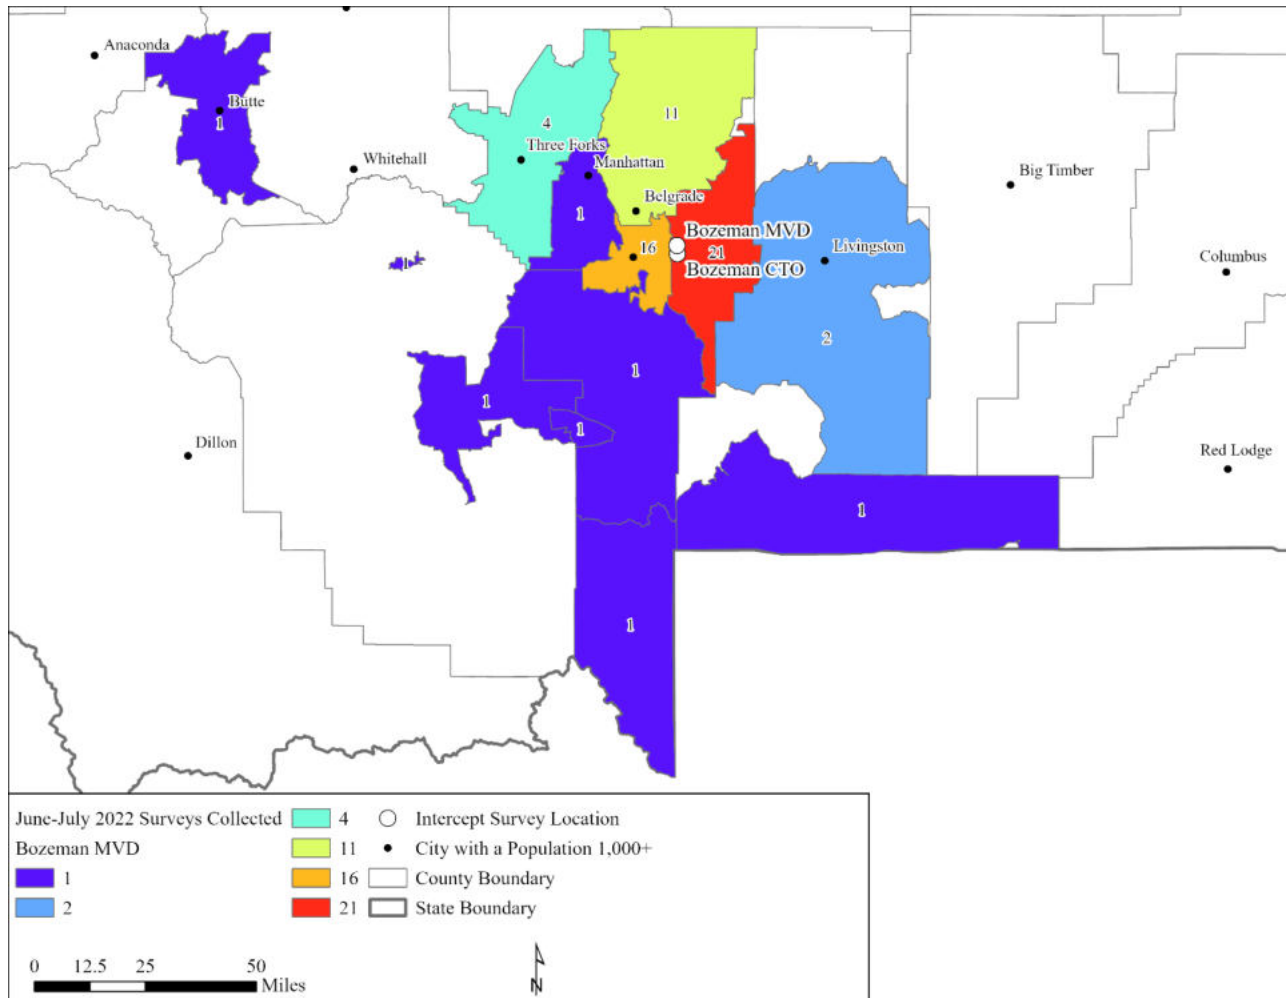 Anaconda
Butte
1
4
11
Three Forks
Whitehall
Manhattan
Big Timber
Belgrade
1
Bozeman MVD
16
21
Livingston
Columbus
1
Bozeman CTO
2
1
1
1
Dillon
Red Lodge
1
1
June-July 2022 Surveys Collected
Bozeman MVD
1
2
4
11
16
21
Intercept Survey Location
City with a Population 1,000+
County Boundary
State Boundary
0 12.5 25 50
Miles
N